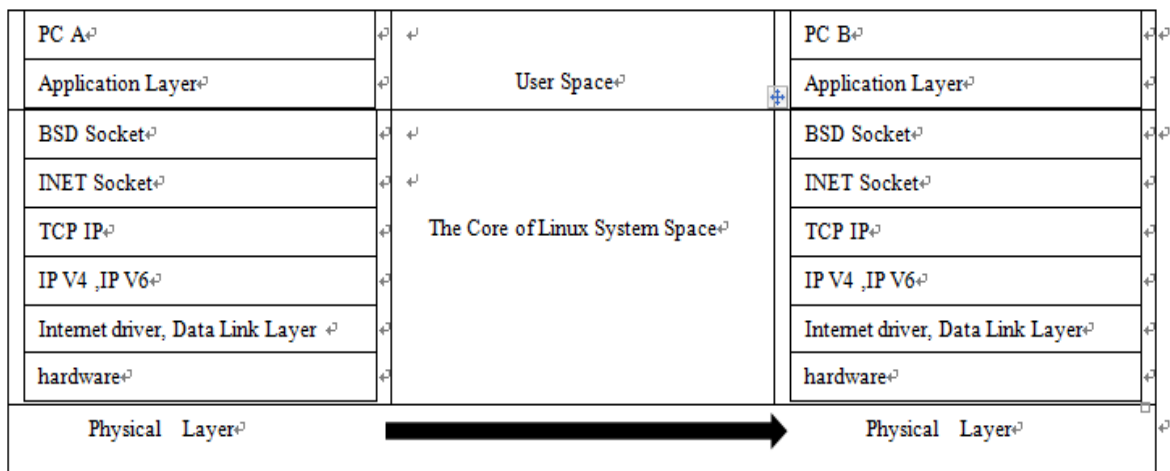 PC A
User Space
PC B
Application Layer
Application Layer
BSD Socket
The Core of Linux System Space
BSD Socket
INET Socket
INET Socket
TCP IP
TCP IP
IP V4 ,IP V6
IP V4 ,IP V6
Internet driver, Data Link Layer
Internet driver, Data Link Layer
hardware
hardware
Physical Layer
Physical Layer